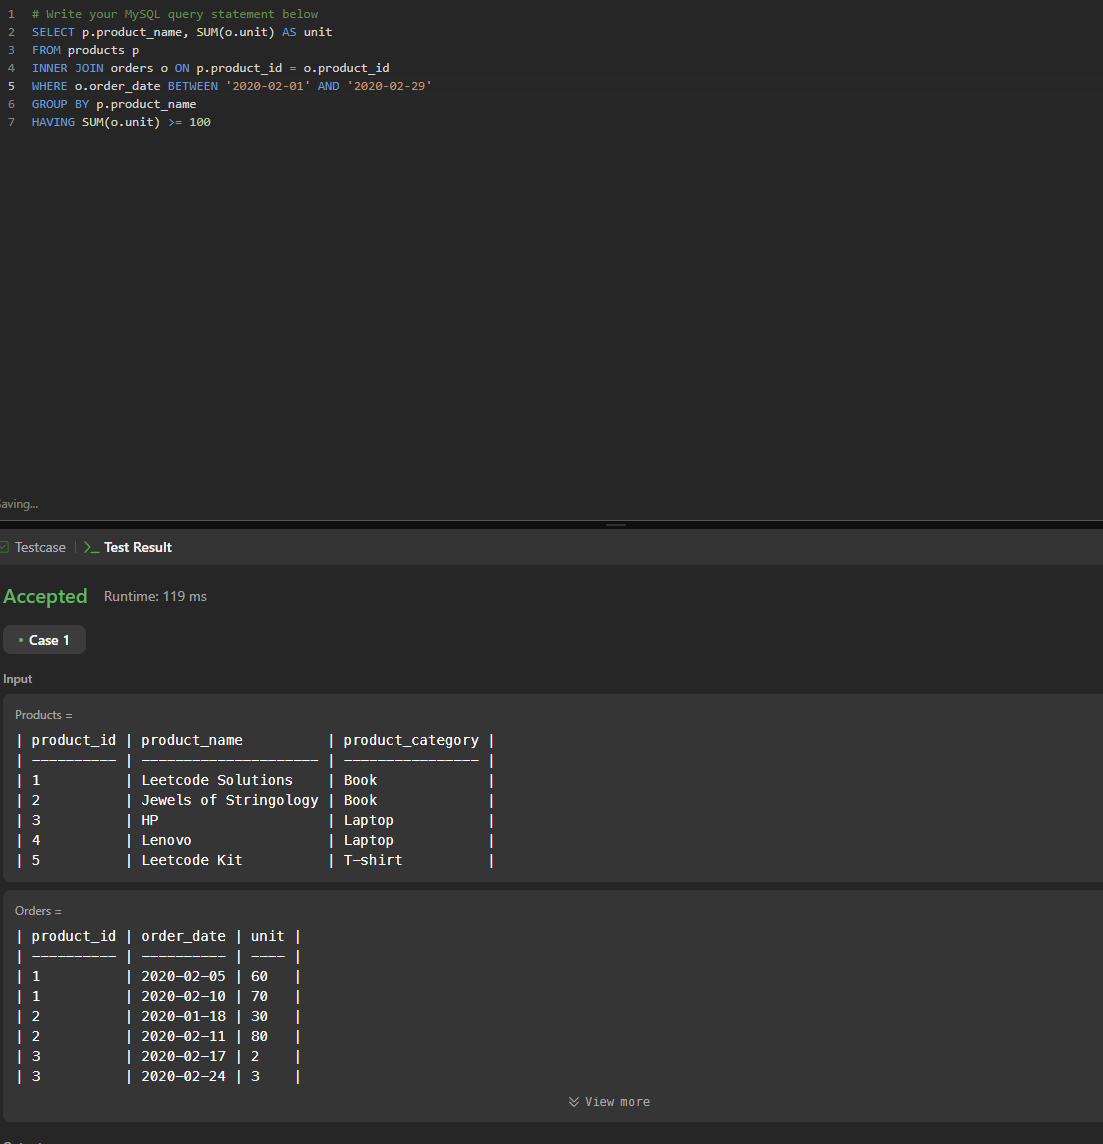 1 # Write your MySQL query statement below
2 SELECT p.product_name, SUM(o.unit) AS unit
3 FROM products p
4 INNER JOIN orders o ON p.product_id = o.product_id
5 WHERE o.order_date BETWEEN '2020-02-01' AND '2020-02-29'
6 GROUP BY p.product_name
7 HAVING SUM(o.unit) >= 100
Saving...
Testcase | >_ Test Result
Accepted Runtime: 119 ms
• Case 1
Input
Products =
| product_id | product_name | product_category |
| ---------- | --------------------- | ---------------- |
| 1 | Leetcode Solutions | Book |
| 2 | Jewels of Stringology | Book |
| 3 | HP | Laptop |
| 4 | Lenovo | Laptop |
| 5 | Leetcode Kit | T-shirt |
Orders =
| product_id | order_date | unit |
| ---------- | ---------- | ---- |
| 1 | 2020-02-05 | 60 |
| 1 | 2020-02-10 | 70 |
| 2 | 2020-01-18 | 30 |
| 2 | 2020-02-11 | 80 |
| 3 | 2020-02-17 | 2 |
| 3 | 2020-02-24 | 3 |
View more